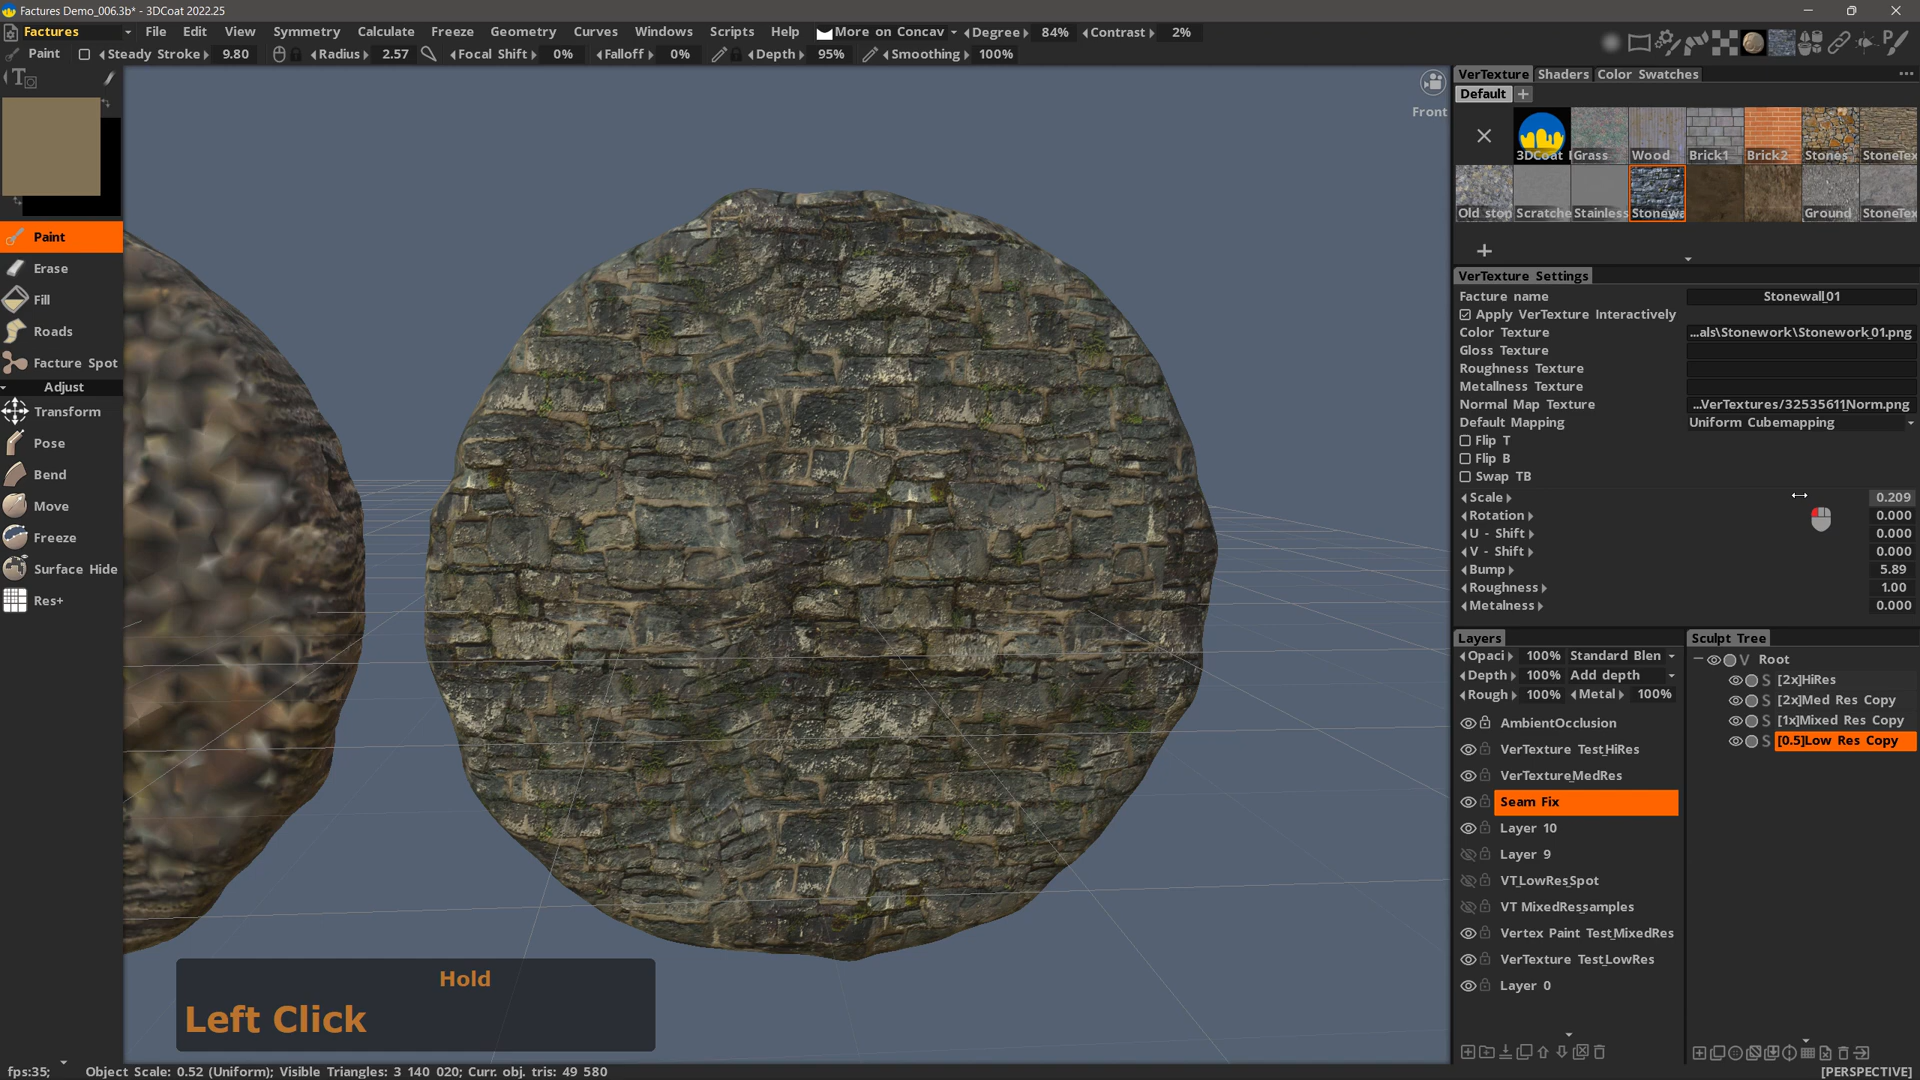 Factures Demo_006.3b* - 3DCoat 2022.25
Factures File Edit View Symmetry Calculate Freeze Geometry Curves Windows Scripts Help More on Concav Degree 84% Contrast 2%
Paint Steady Stroke 9.80 Radius 2.57 Focal Shift 0% Falloff 0% Depth 95% Smoothing 100%
Front
Paint
Erase
Fill
Roads
Facture Spot
Adjust
Transform
Pose
Bend
Move
Freeze
Surface Hide
Res+
VerTexture Shaders Color Swatches
Default +
3DCoat Grass Wood Brick1 Brick2 Stones StoneTex
Old stop Scratche Stainless Stonewa Ground StoneTex
VerTexture Settings
Facture name Stonewall_01
Apply VerTexture Interactively
Color Texture ...als\Stonework\Stonework_01.png
Gloss Texture
Roughness Texture
Metallness Texture
Normal Map Texture ...VerTextures/32535611_Norm.png
Default Mapping Uniform Cubemapping
Flip T
Flip B
Swap TB
Scale 0.209
Rotation 0.000
U - Shift 0.000
V - Shift 0.000
Bump 5.89
Roughness 1.00
Metalness 0.000
Layers
Opaci 100% Standard Blen
Depth 100% Add depth
Rough 100% Metal 100%
AmbientOcclusion
VerTexture Test_HiRes
VerTexture_MedRes
Seam Fix
Layer 10
Layer 9
VT_LowRes_Spot
VT MixedRes_samples
Vertex Paint Test_MixedRes
VerTexture Test_LowRes
Layer 0
Sculpt Tree
V Root
S [2x]HiRes
S [2x]Med Res Copy
S [1x]Mixed Res Copy
S [0.5]Low Res Copy
Hold
Left Click
fps:35; Object Scale: 0.52 (Uniform); Visible Triangles: 3 140 020; Curr. obj. tris: 49 580
[PERSPECTIVE]